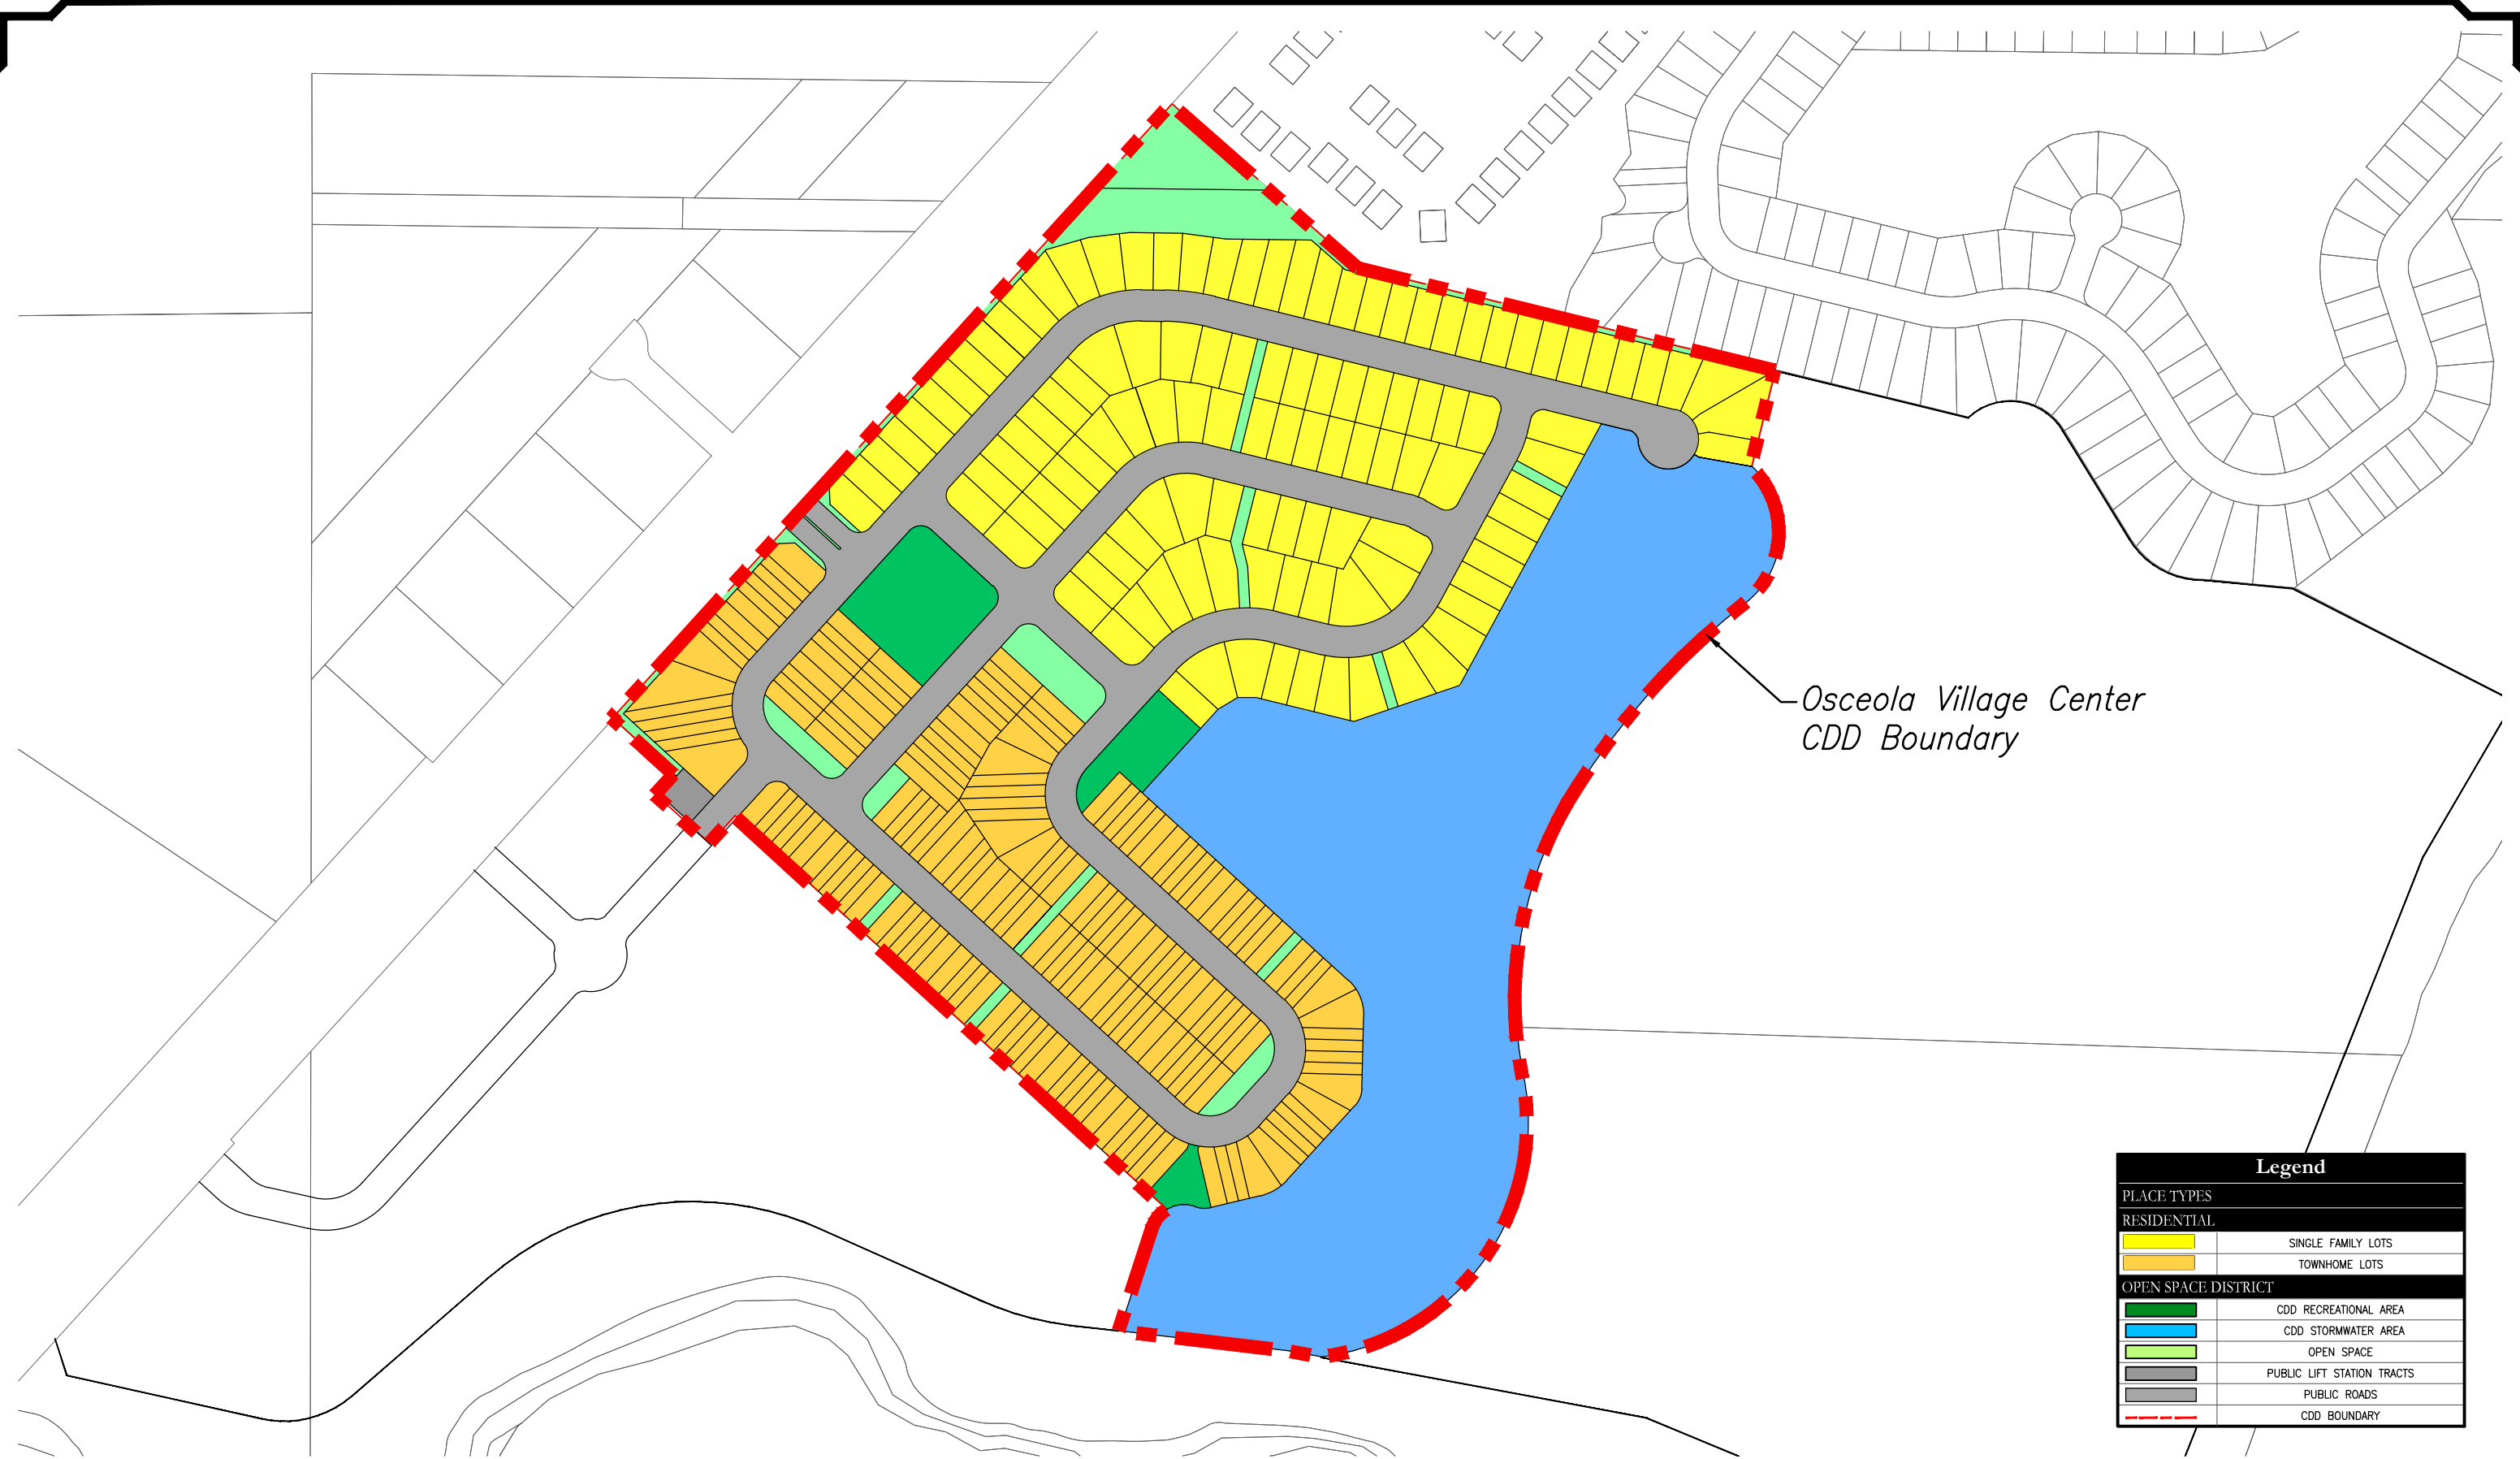 Osceola Village Center
CDD Boundary
Legend
PLACE TYPES
RESIDENTIAL
SINGLE FAMILY LOTS
TOWNHOME LOTS
OPEN SPACE DISTRICT
CDD RECREATIONAL AREA
CDD STORMWATER AREA
OPEN SPACE
PUBLIC LIFT STATION TRACTS
PUBLIC ROADS
CDD BOUNDARY